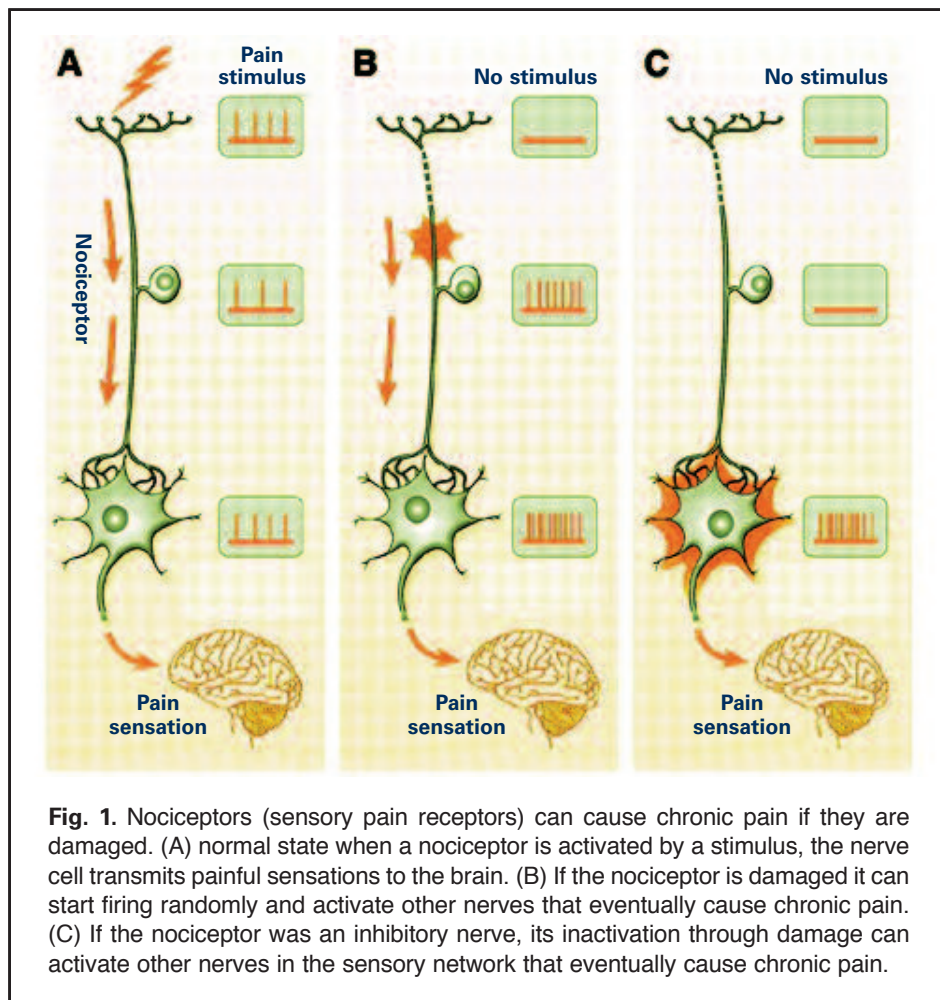 A
Pain
stimulus
Nociceptor
Pain
sensation
B
No stimulus
Pain
sensation
C
No stimulus
Pain
sensation
Fig. 1. Nociceptors (sensory pain receptors) can cause chronic pain if they are
damaged. (A) normal state when a nociceptor is activated by a stimulus, the nerve
cell transmits painful sensations to the brain. (B) If the nociceptor is damaged it can
start firing randomly and activate other nerves that eventually cause chronic pain.
(C) If the nociceptor was an inhibitory nerve, its inactivation through damage can
activate other nerves in the sensory network that eventually cause chronic pain.